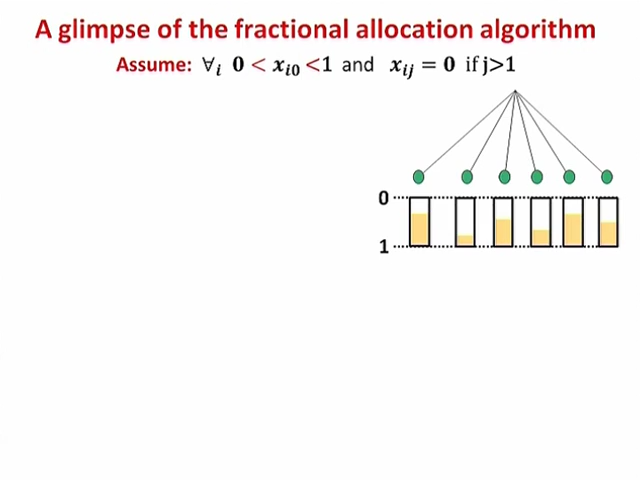 A glimpse of the fractional allocation algorithm
Assume: ∀ᵢ 0 < xᵢ₀ <1 and xᵢⱼ = 0 if j>1
0
1